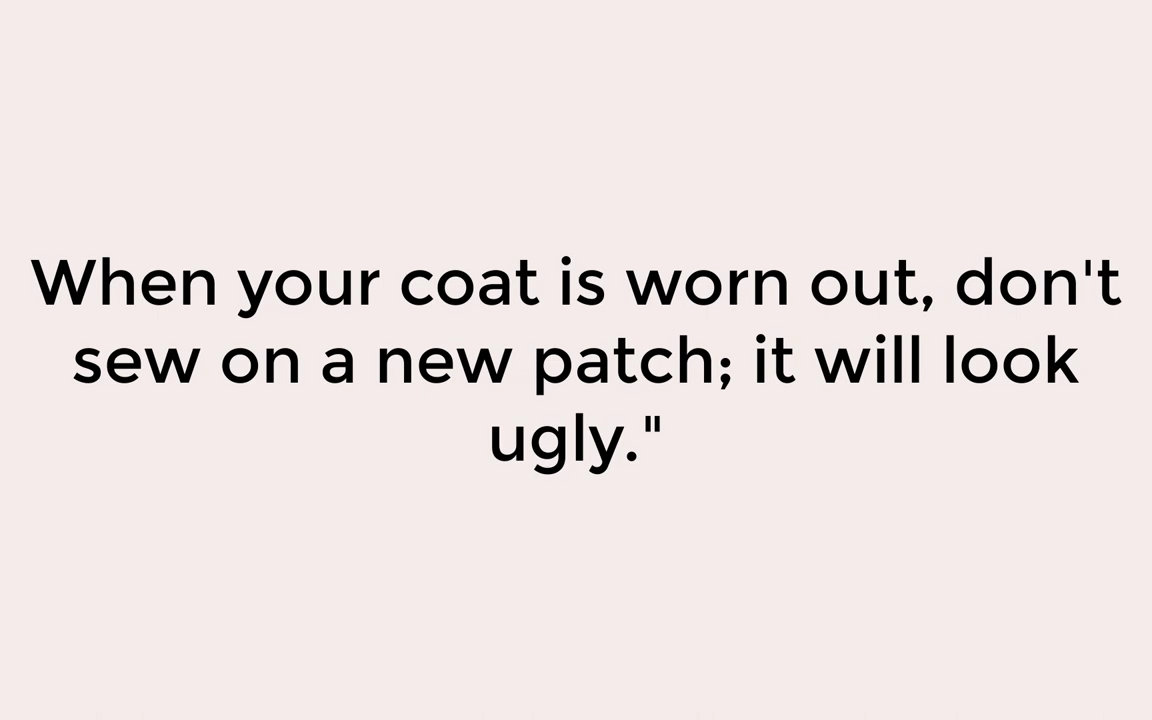 When your coat is worn out, don't
sew on a new patch; it will look
ugly."